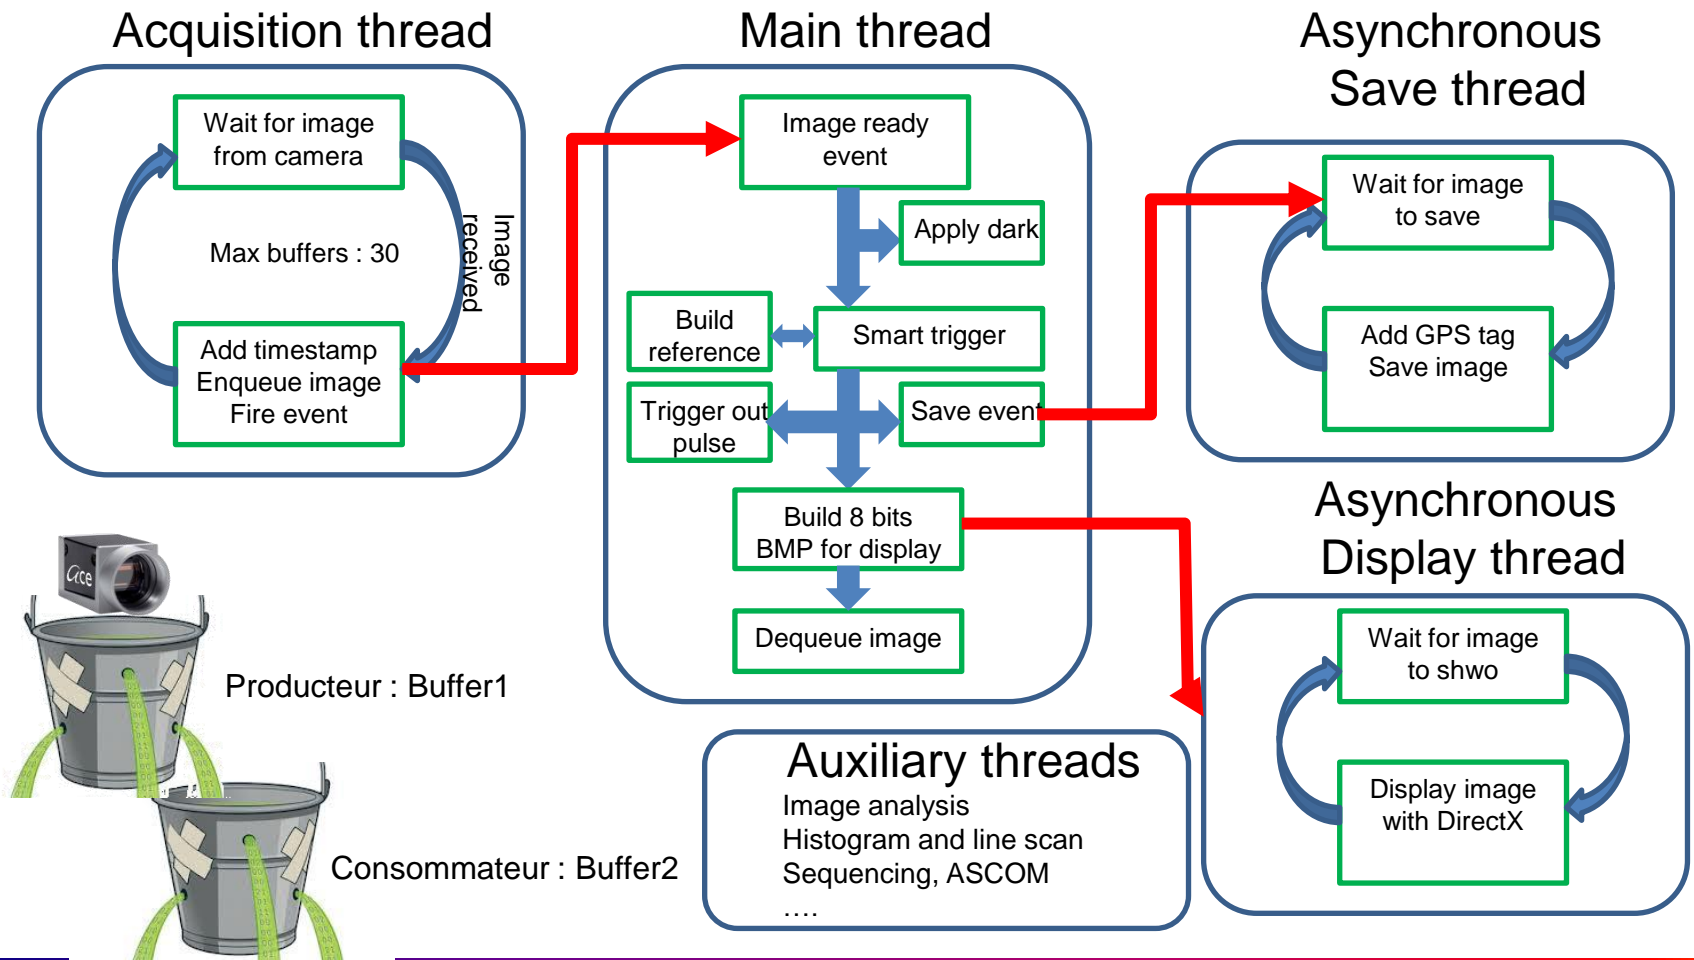 Acquisition thread
Wait for image
from camera
Image
received
Max buffers : 30
Add timestamp
Enqueue image
Fire event
Main thread
Image ready
event
Apply dark
Build
reference
Smart trigger
Trigger out
pulse
Save event
Build 8 bits
BMP for display
Dequeue image
Asynchronous
Save thread
Wait for image
to save
Add GPS tag
Save image
Asynchronous
Display thread
Wait for image
to shwo
Display image
with DirectX
ace
Producteur : Buffer1
Consommateur : Buffer2
Auxiliary threads
Image analysis
Histogram and line scan
Sequencing, ASCOM
….